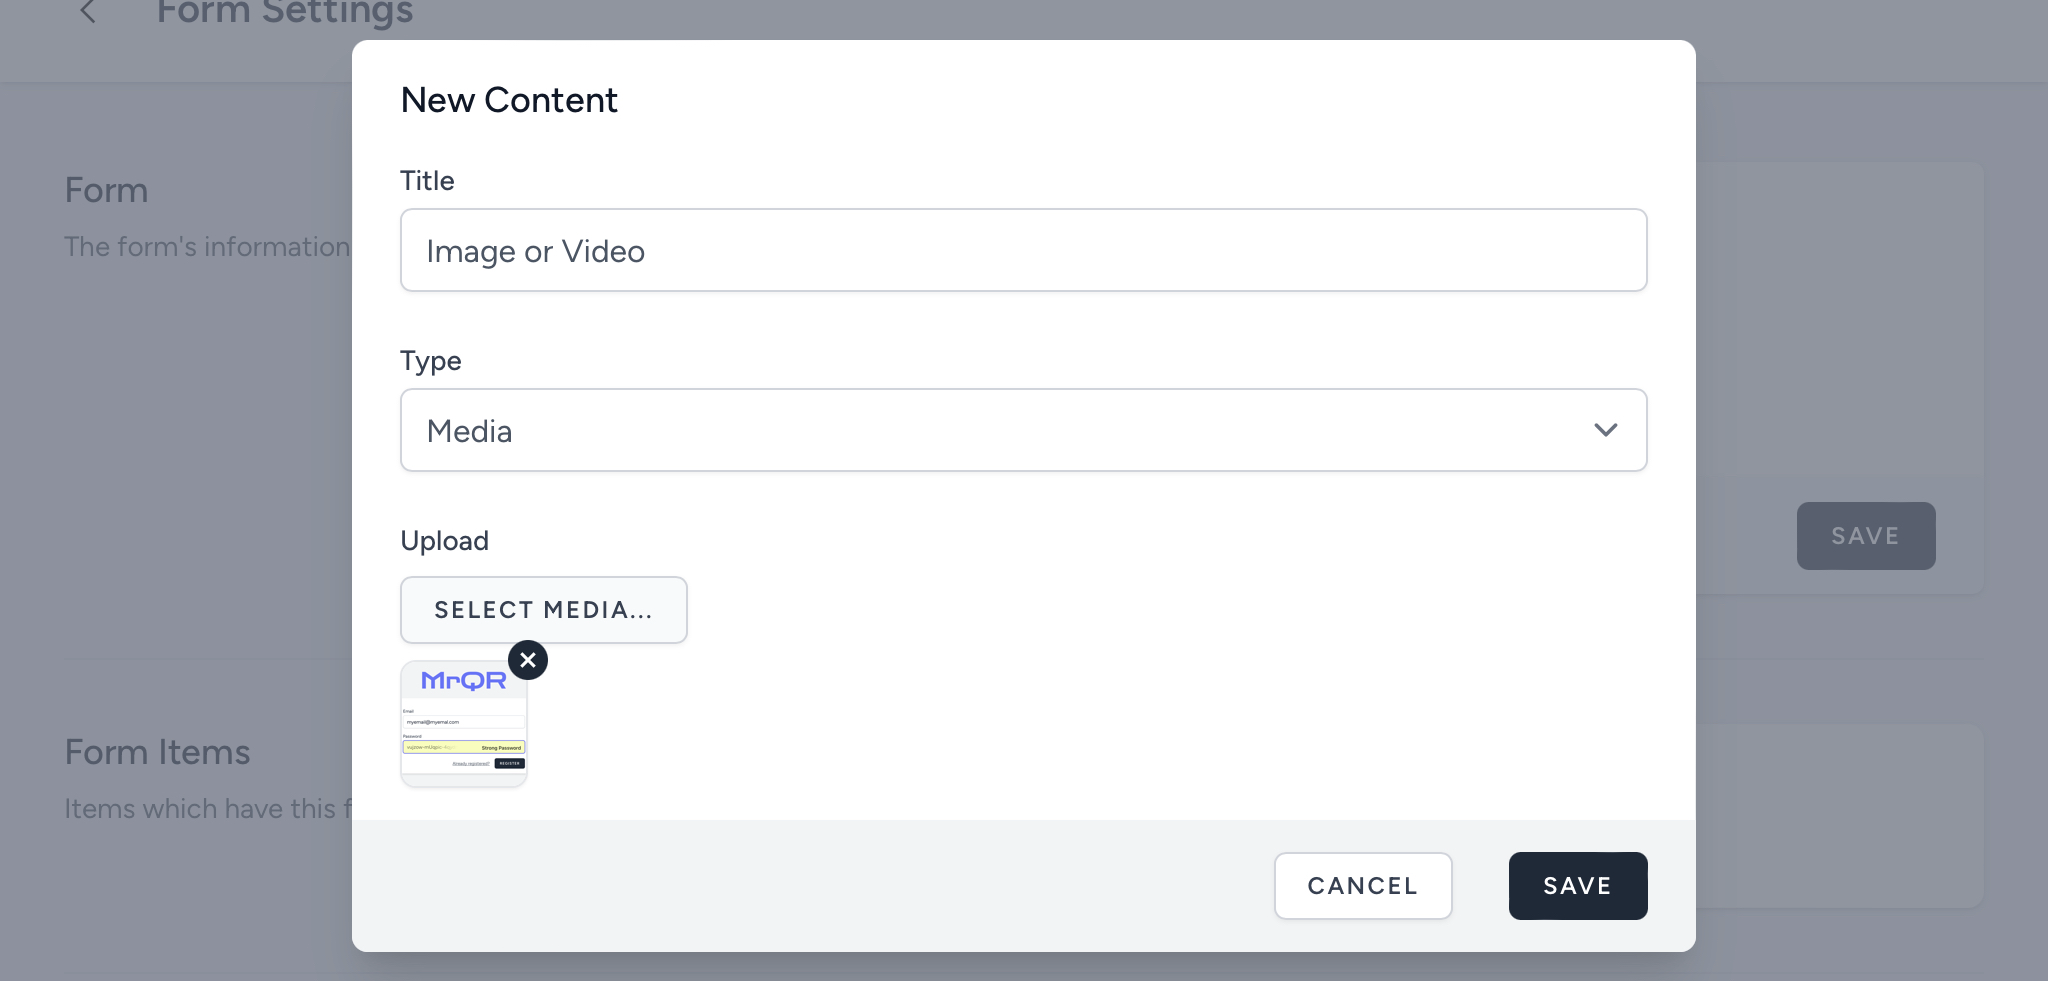 Form Settings
New Content
Title
Image or Video
Type
Media
Upload
SELECT MEDIA...
MrQR
Email
myemail@myemail.com
Password
Strong Password
Already registered?
REGISTER
CANCEL
SAVE
Form
The form's information
SAVE
Form Items
Items which have this f